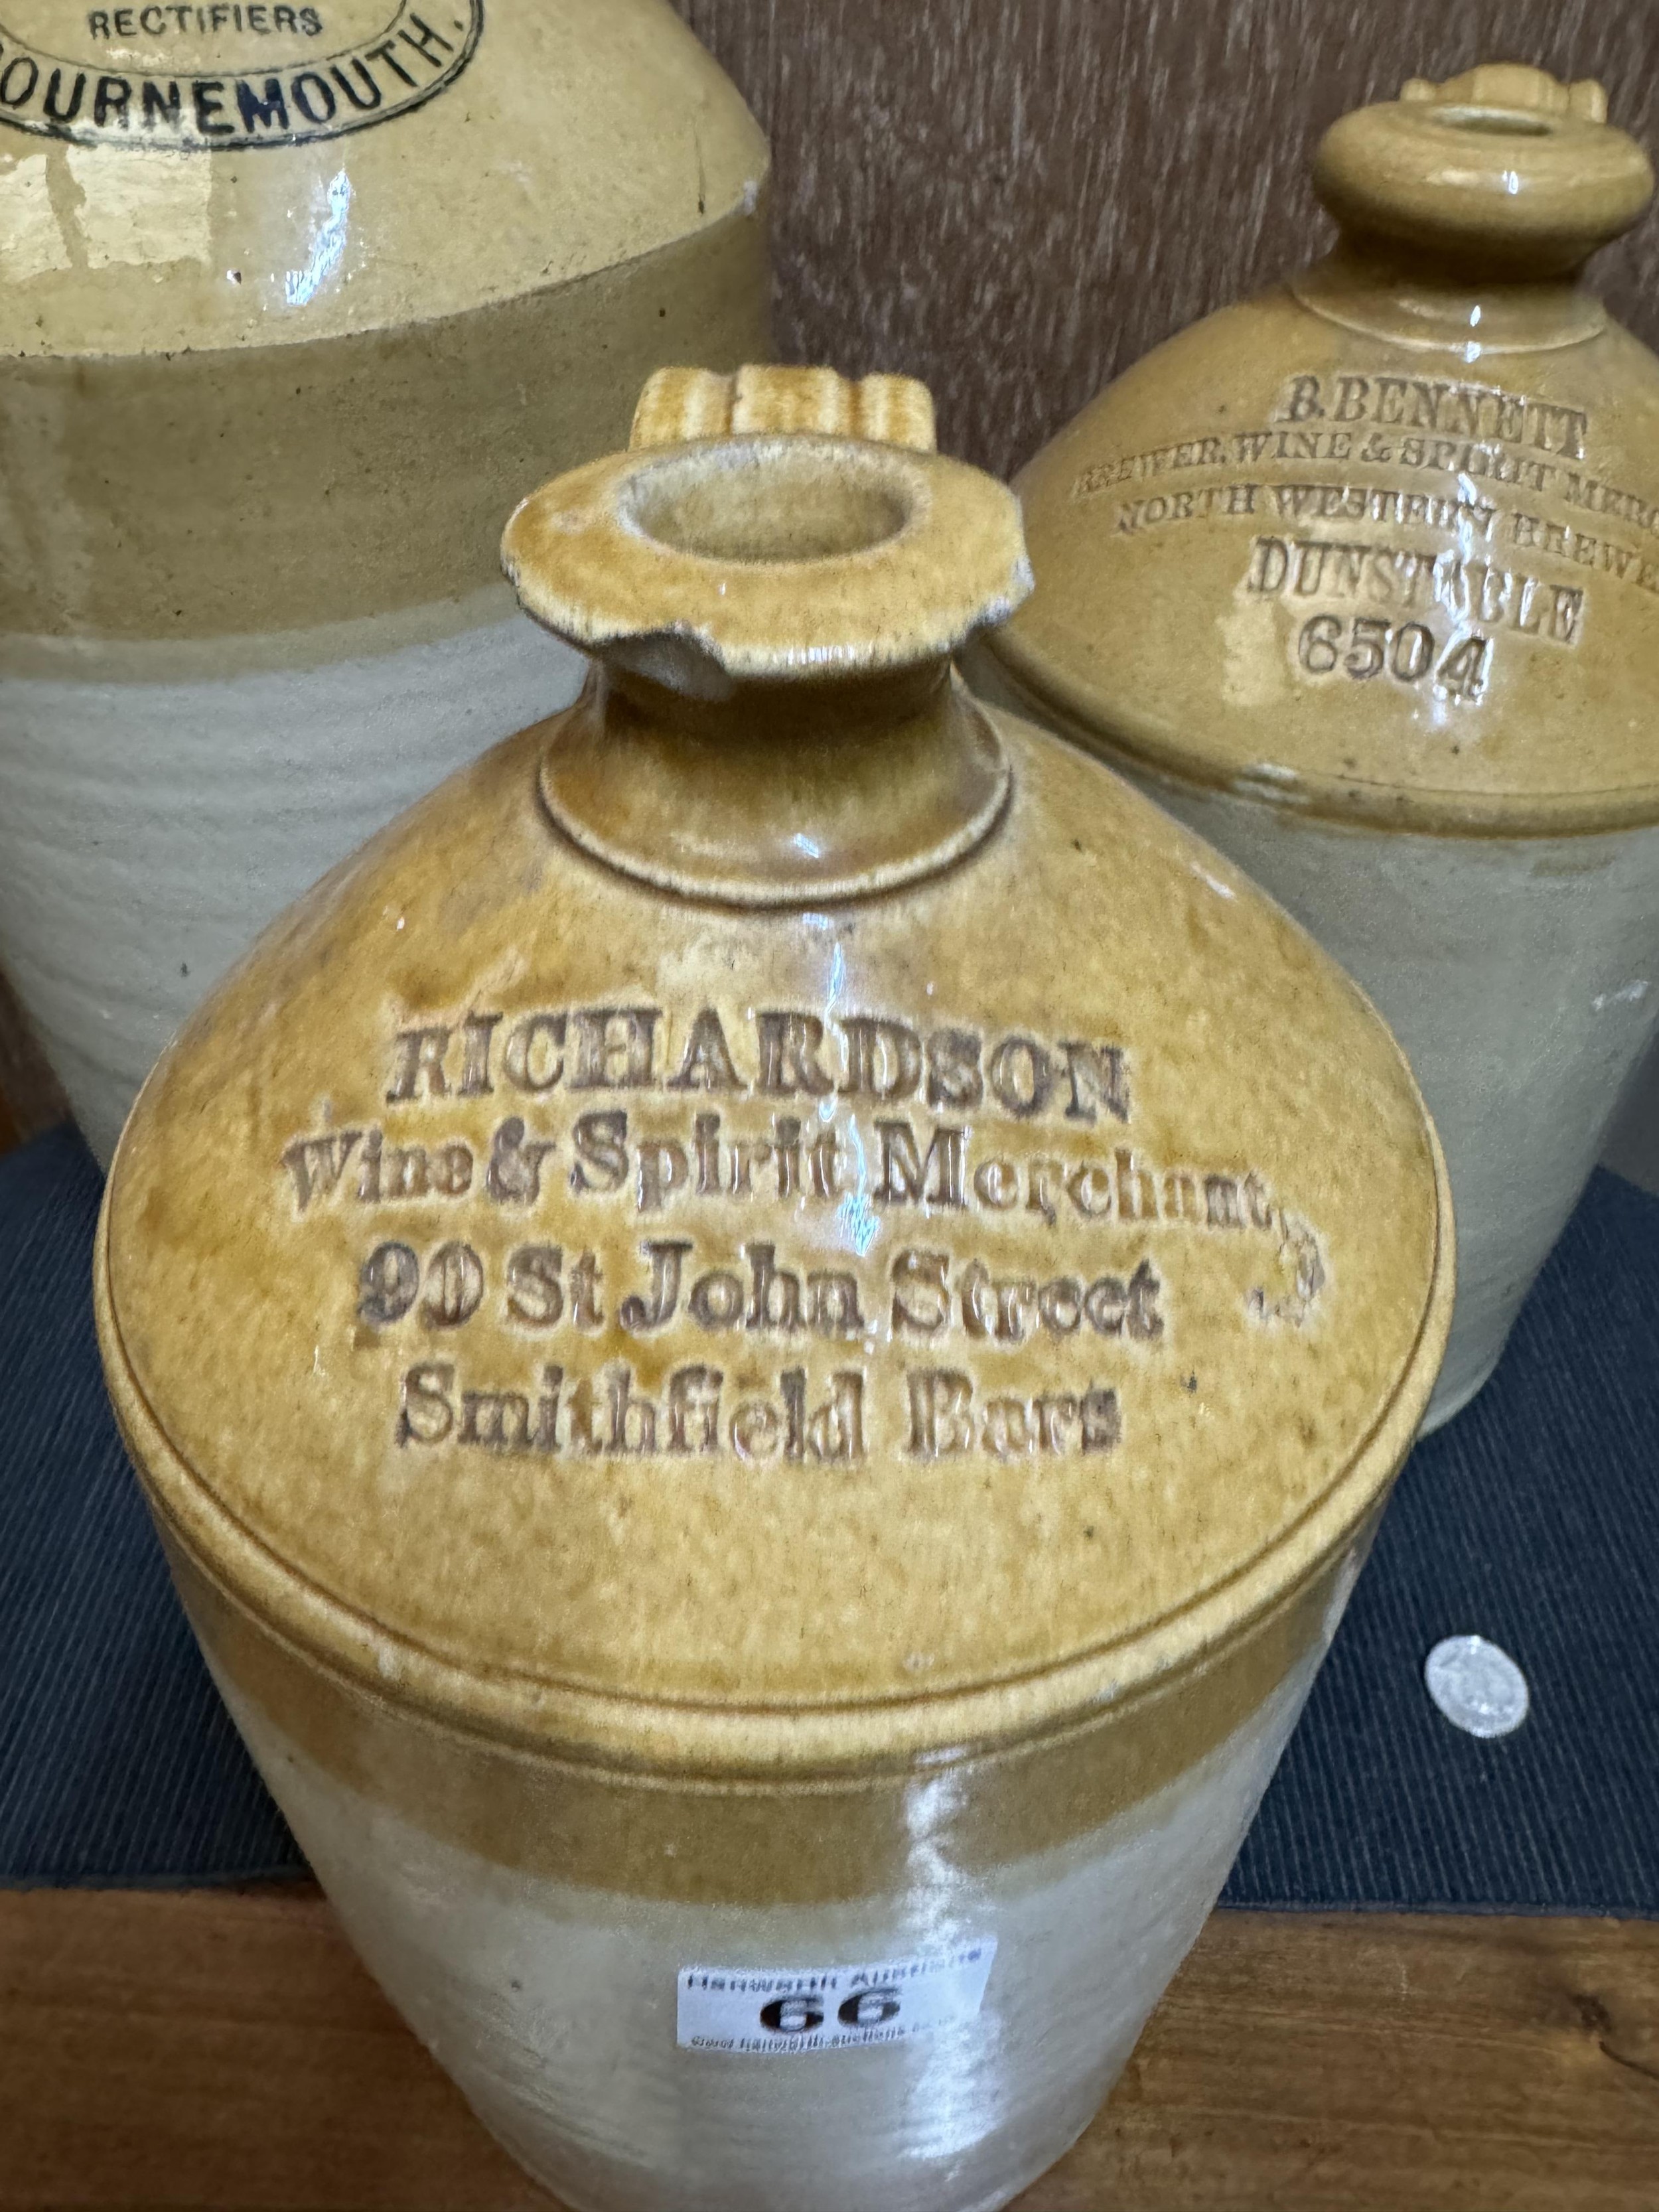 RECTIFIERS
BOURNEMOUTH.
B. BENNETT
BREWER, WINE & SPIRIT
NORTH WESTERN
DUNSTABLE
6504
RICHARDSON
Wine & Spirit Merchant,
90 St John Street
Smithfield Bars
66